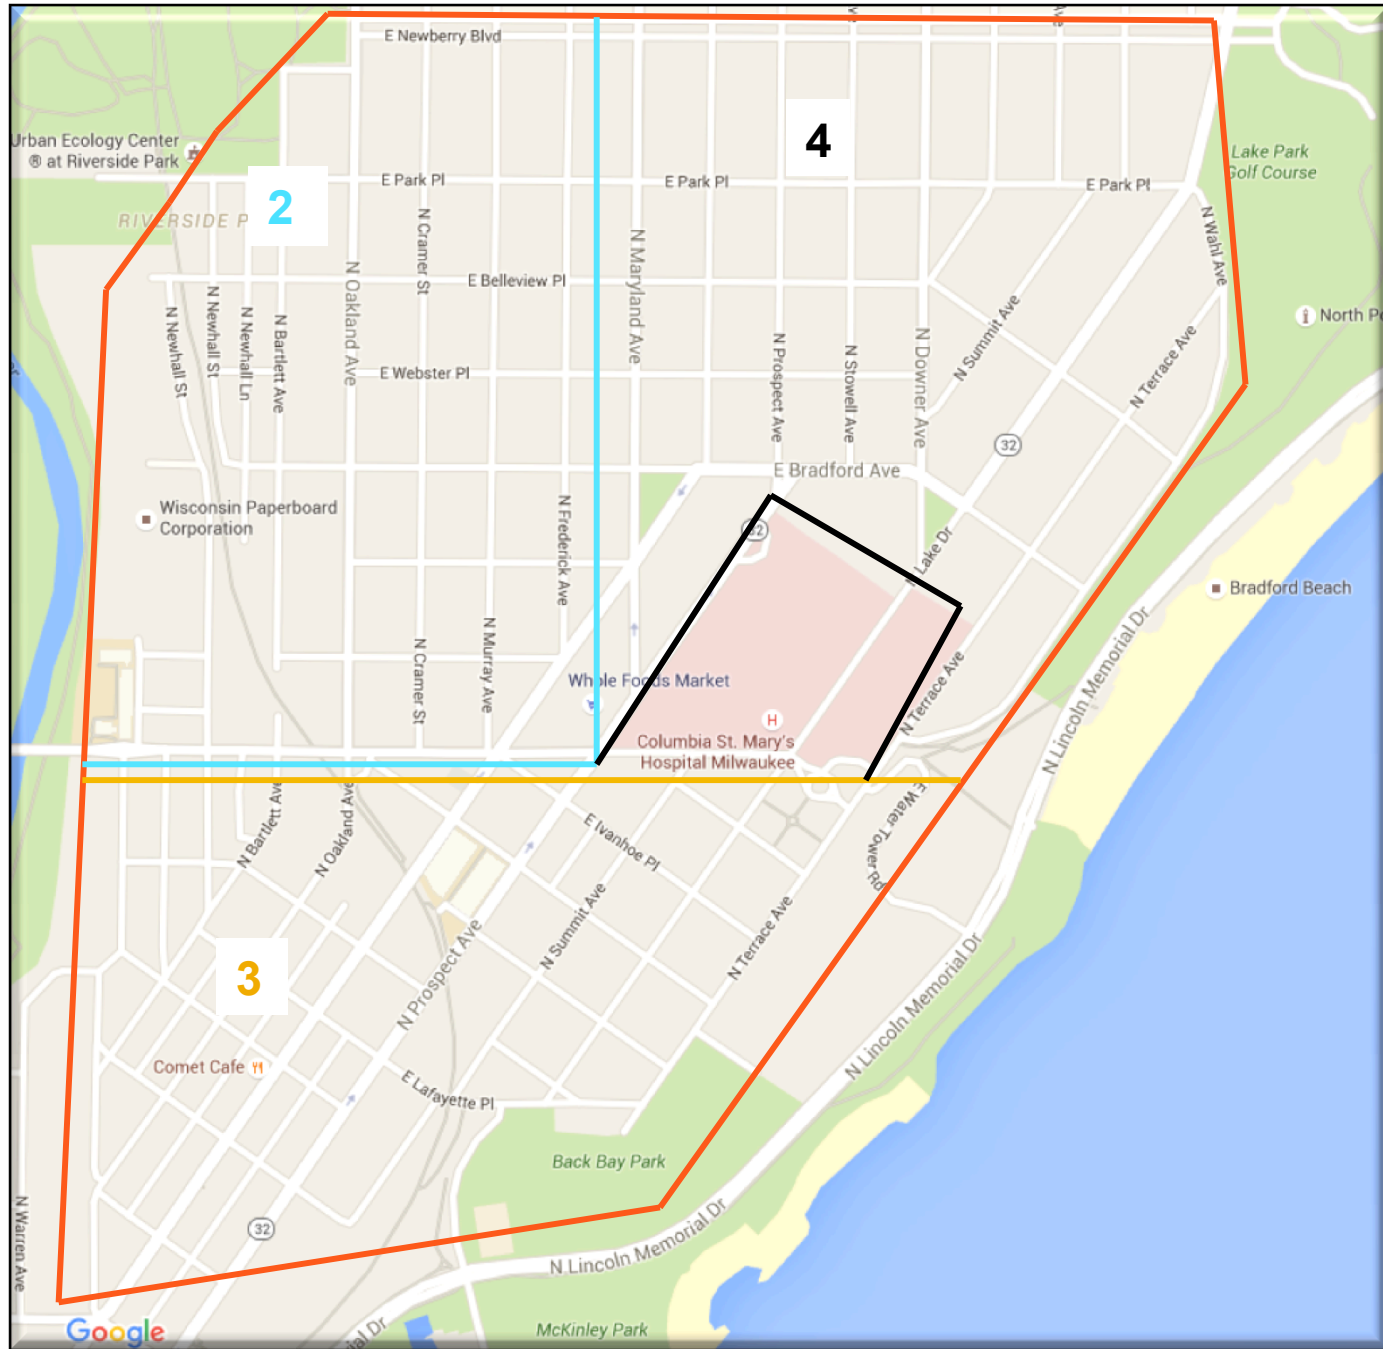 E Newberry Blvd
4
Urban Ecology Center
® at Riverside Park
Lake Park
Golf Course
E Park Pl
E Park Pl
E Park Pl
2
RIVERSIDE P
N Cramer St
N Maryland Ave
N Wahl Ave
N Oakland Ave
E Belleview Pl
N Newhall St
N Newhall St
N Newhall Ln
N Bartlett Ave
North P
N Summit Ave
N Terrace Ave
N Prospect Ave
N Stowell Ave
N Downer Ave
E Webster Pl
32
E Bradford Ave
Wisconsin Paperboard
Corporation
N Frederick Ave
32
N Lake Dr
Bradford Beach
N Cramer St
N Murray Ave
N Terrace Ave
N Lincoln Memorial Dr
Whole Foods Market
H
Columbia St. Mary's
Hospital Milwaukee
N Bartlett Ave
N Oakland Ave
E Ivanhoe Pl
E Water Tower Rd
N Summit Ave
N Terrace Ave
3
N Prospect Ave
N Lincoln Memorial Dr
Comet Cafe
E Lafayette Pl
Back Bay Park
N Warren Ave
32
N Lincoln Memorial Dr
Google
ial Dr
McKinley Park